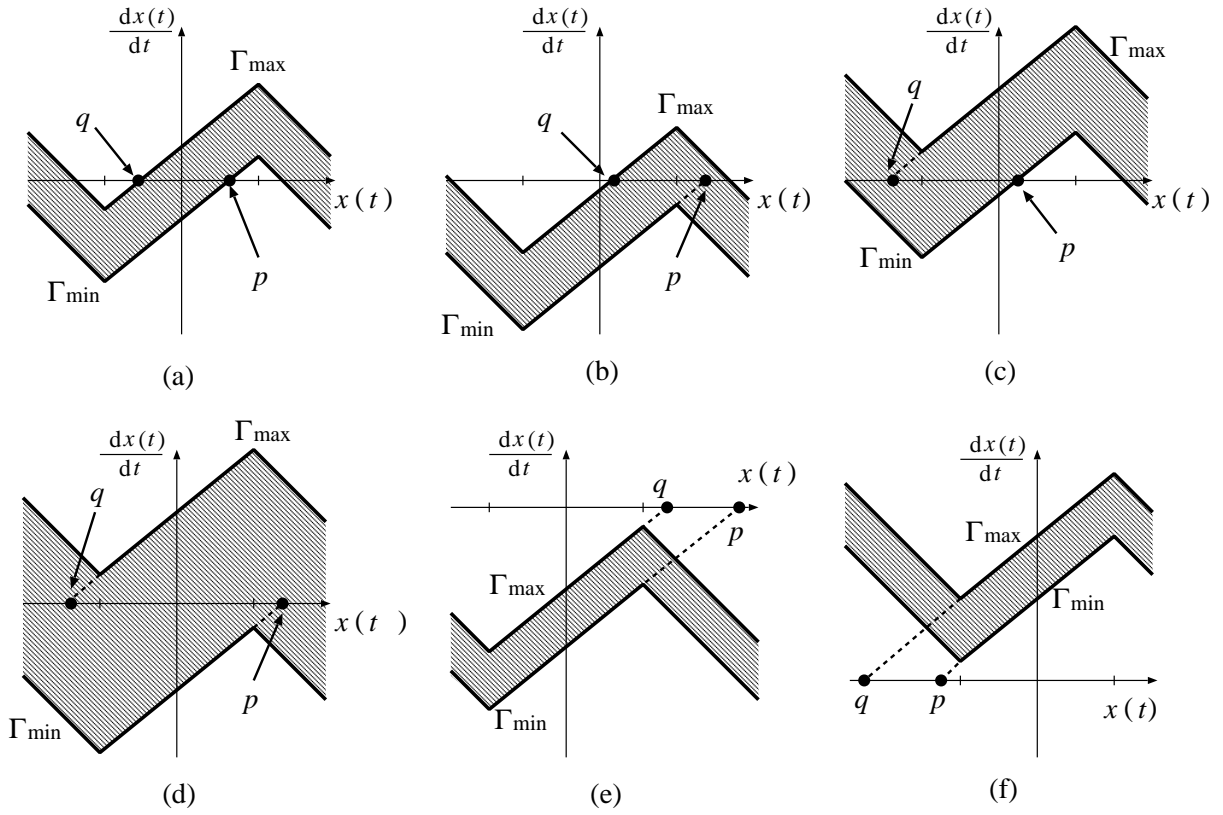 dx(t)
dt
Γmax
q
x(t)
p
Γmin
(a)
dx(t)
dt
Γmax
q
x(t)
p
Γmin
(b)
dx(t)
dt
Γmax
q
x(t)
p
Γmin
(c)
dx(t)
dt
Γmax
q
x(t )
p
Γmin
(d)
dx(t)
dt
q
x(t)
p
Γmax
Γmin
(e)
dx(t)
dt
Γmax
Γmin
q
p
x(t)
(f)